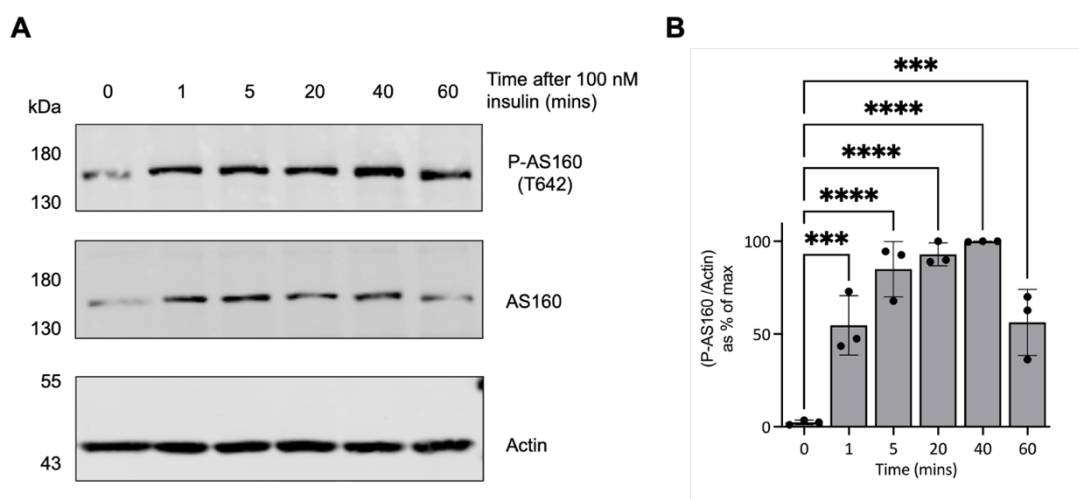 A
0 1 5 20 40 60
Time after 100 nM
insulin (mins)
kDa
180
130
P-AS160
(T642)
180
130
AS160
55
43
Actin
B
***
****
****
****
***
100
50
0
(P-AS160 /Actin)
as % of max
0 1 5 20 40 60
Time (mins)